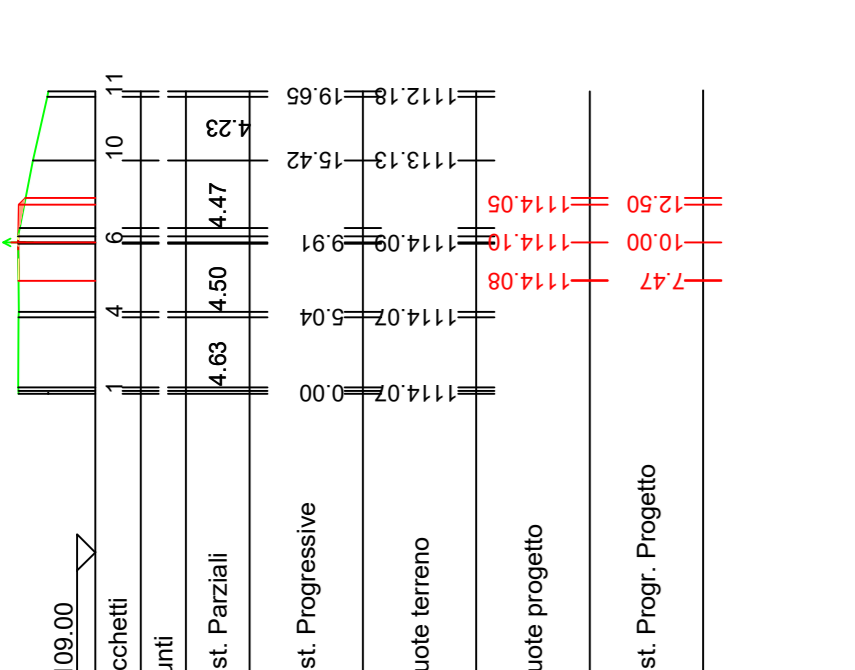 109.00
cchetti 1 4 6 10 11
unti
st. Parziali 4.63 4.50 4.47 4.23
st. Progressive 0.00 5.04 9.91 15.42 19.65
uote terreno 1114.07 1114.07 1114.09 1113.13 1112.18
uote progetto 1114.08 1114.10 1114.05
st. Progr. Progetto 7.47 10.00 12.50